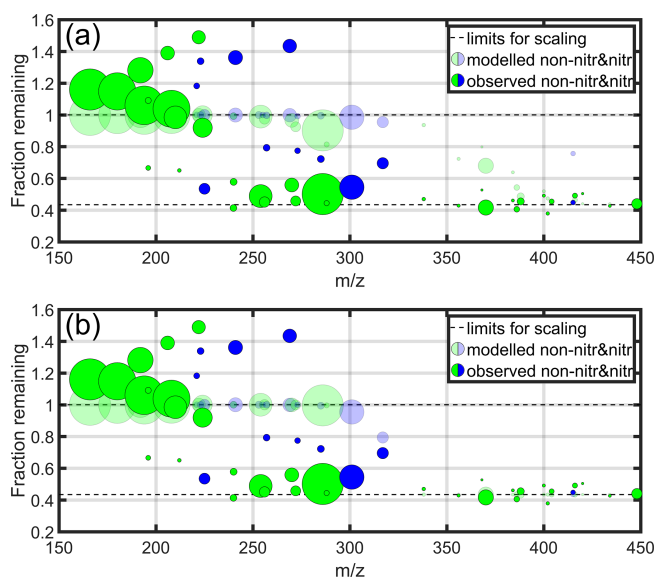 (a)
limits for scaling
modelled non-nitr&nitr
observed non-nitr&nitr
Fraction remaining
1.6
1.4
1.2
1
0.8
0.6
0.4
0.2
150 200 250 300 350 400 450
m/z
(b)
limits for scaling
modelled non-nitr&nitr
observed non-nitr&nitr
Fraction remaining
1.6
1.4
1.2
1
0.8
0.6
0.4
0.2
150 200 250 300 350 400 450
m/z